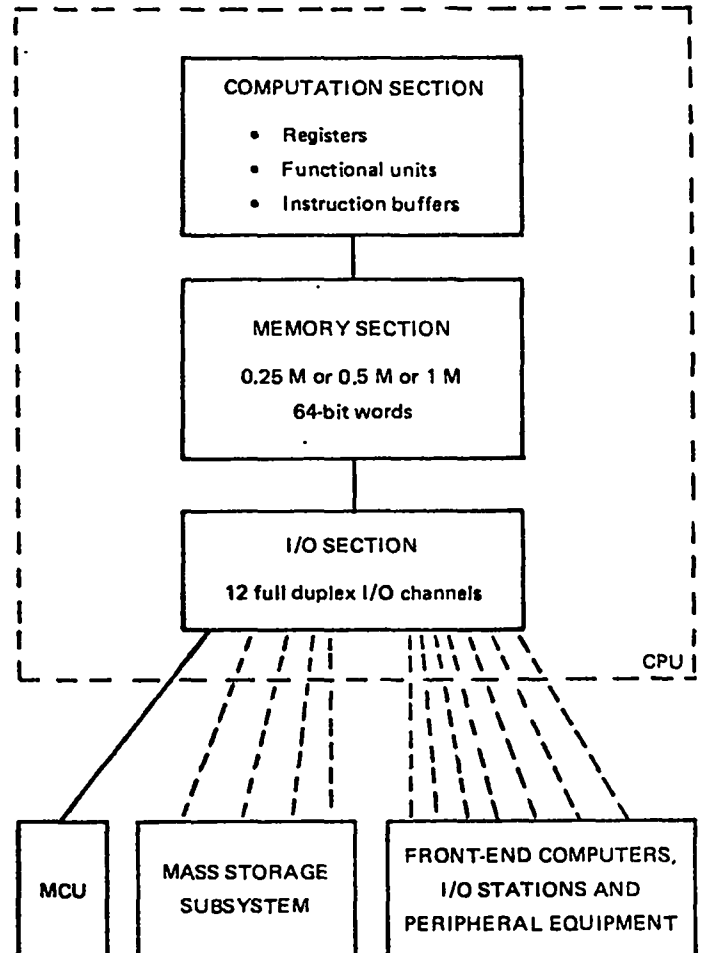 COMPUTATION SECTION
• Registers
• Functional units
• Instruction buffers
MEMORY SECTION
0.25 M or 0.5 M or 1 M
64-bit words
I/O SECTION
12 full duplex I/O channels
CPU
MCU
MASS STORAGE
SUBSYSTEM
FRONT-END COMPUTERS,
I/O STATIONS AND
PERIPHERAL EQUIPMENT